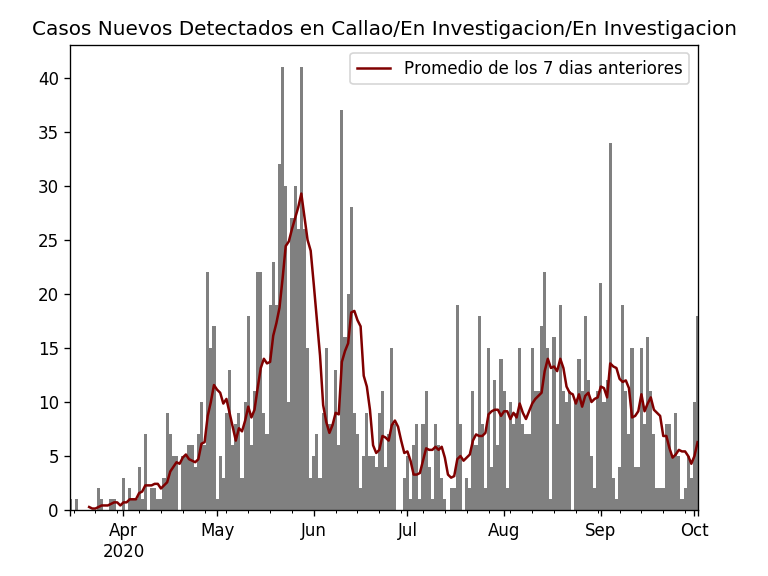 Casos Nuevos Detectados en Callao/En Investigacion/En Investigacion
Promedio de los 7 dias anteriores
40
35
30
25
20
15
10
5
0
Apr
2020
May
Jun
Jul
Aug
Sep
Oct